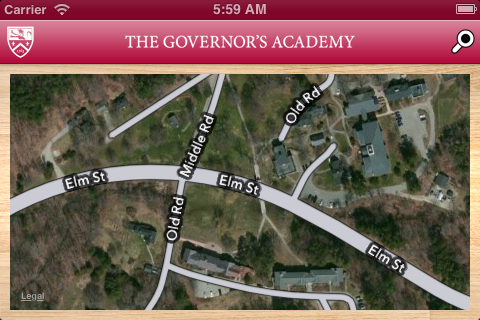 Carrier
5:59 AM
THE GOVERNOR'S ACADEMY
Old Rd
Middle Rd
Elm St
Elm St
Old Rd
Elm St
Legal